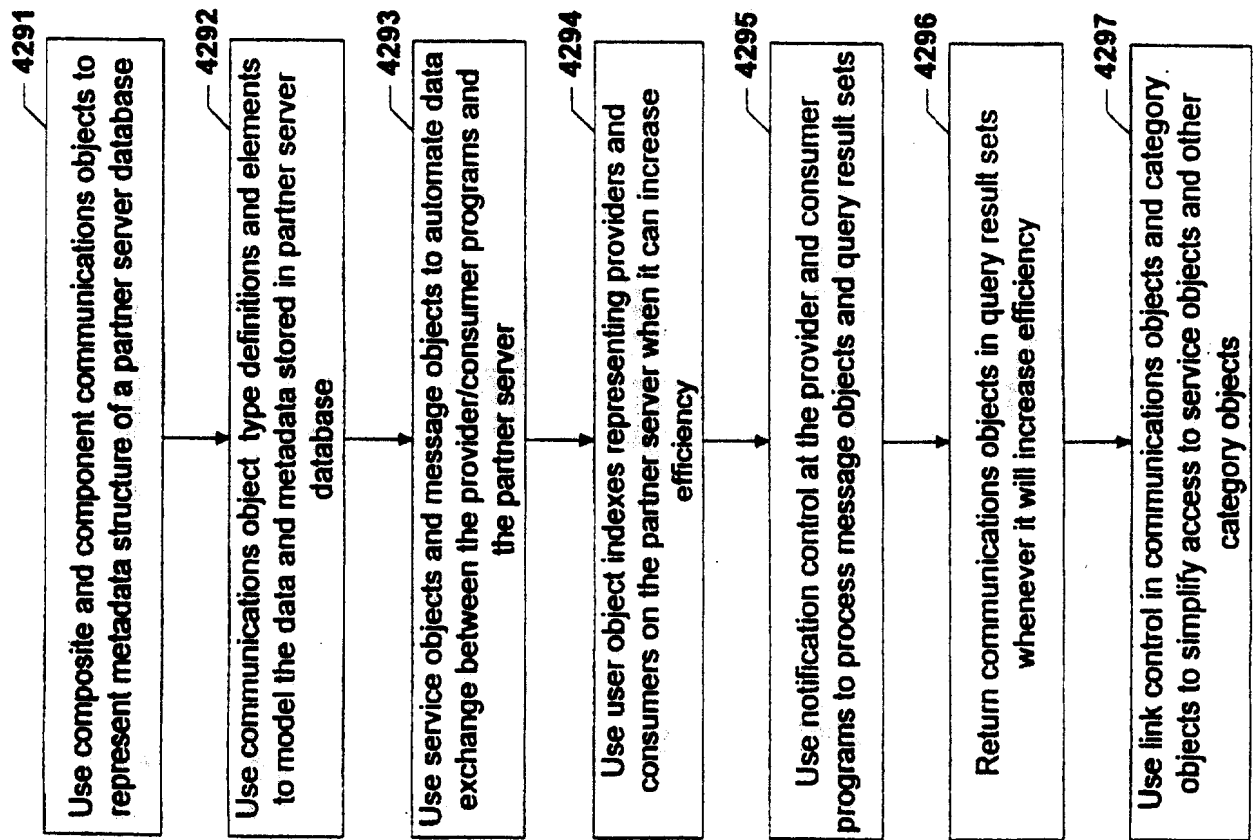 4291
Use composite and component communications objects to
represent metadata structure of a partner server database
4292
Use communications object type definitions and elements
to model the data and metadata stored in partner server
database
4293
Use service objects and message objects to automate data
exchange between the provider/consumer programs and
the partner server
4294
Use user object indexes representing providers and
consumers on the partner server when it can increase
efficiency
4295
Use notification control at the provider and consumer
programs to process message objects and query result sets
4296
Return communications objects in query result sets
whenever it will increase efficiency
4297
Use link control in communications objects and category.
objects to simplify access to service objects and other
category objects